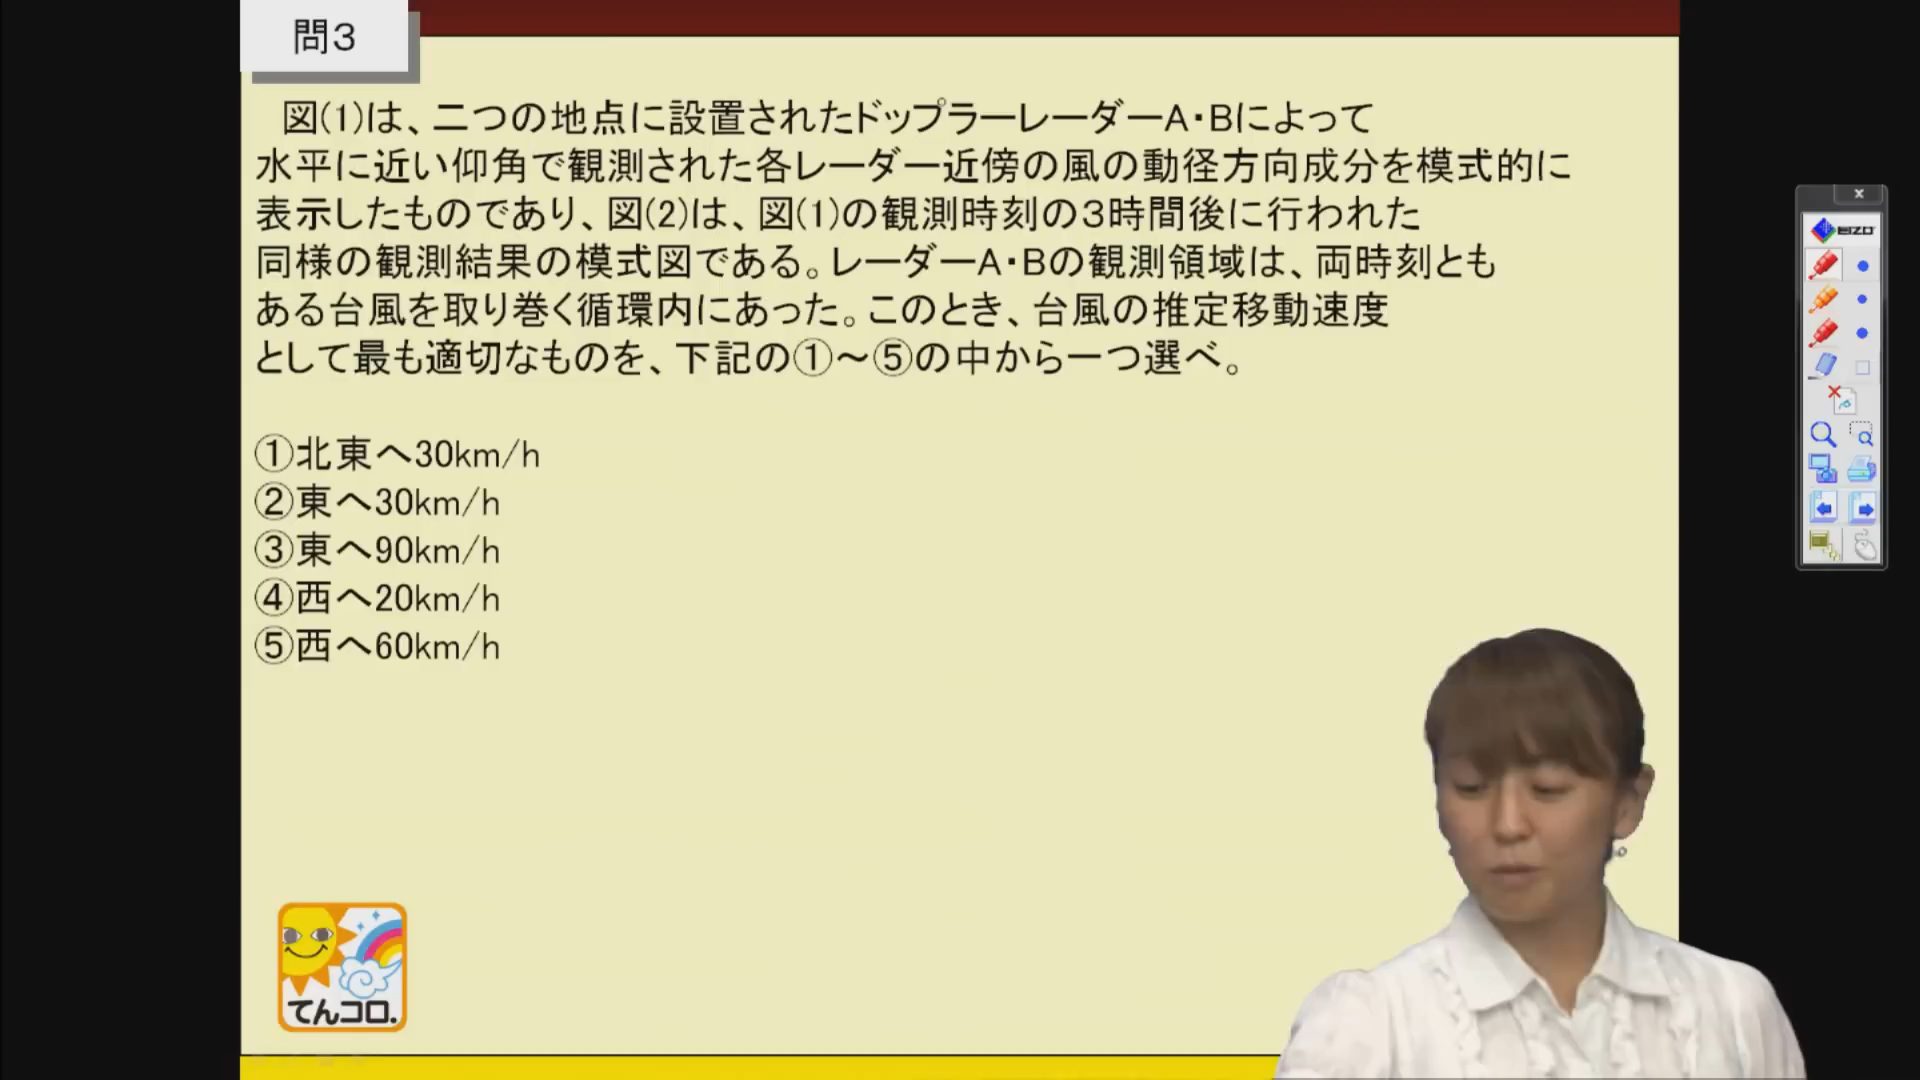 問3
図(1)は、二つの地点に設置されたドップラーレーダーA・Bによって
水平に近い仰角で観測された各レーダー近傍の風の動径方向成分を模式的に
表示したものであり、図(2)は、図(1)の観測時刻の3時間後に行われた
同様の観測結果の模式図である。レーダーA・Bの観測領域は、両時刻とも
ある台風を取り巻く循環内にあった。このとき、台風の推定移動速度
として最も適切なものを、下記の①～⑤の中から一つ選べ。
①北東へ30km/h
②東へ30km/h
③東へ90km/h
④西へ20km/h
⑤西へ60km/h
てんコロ.
x
EIZO